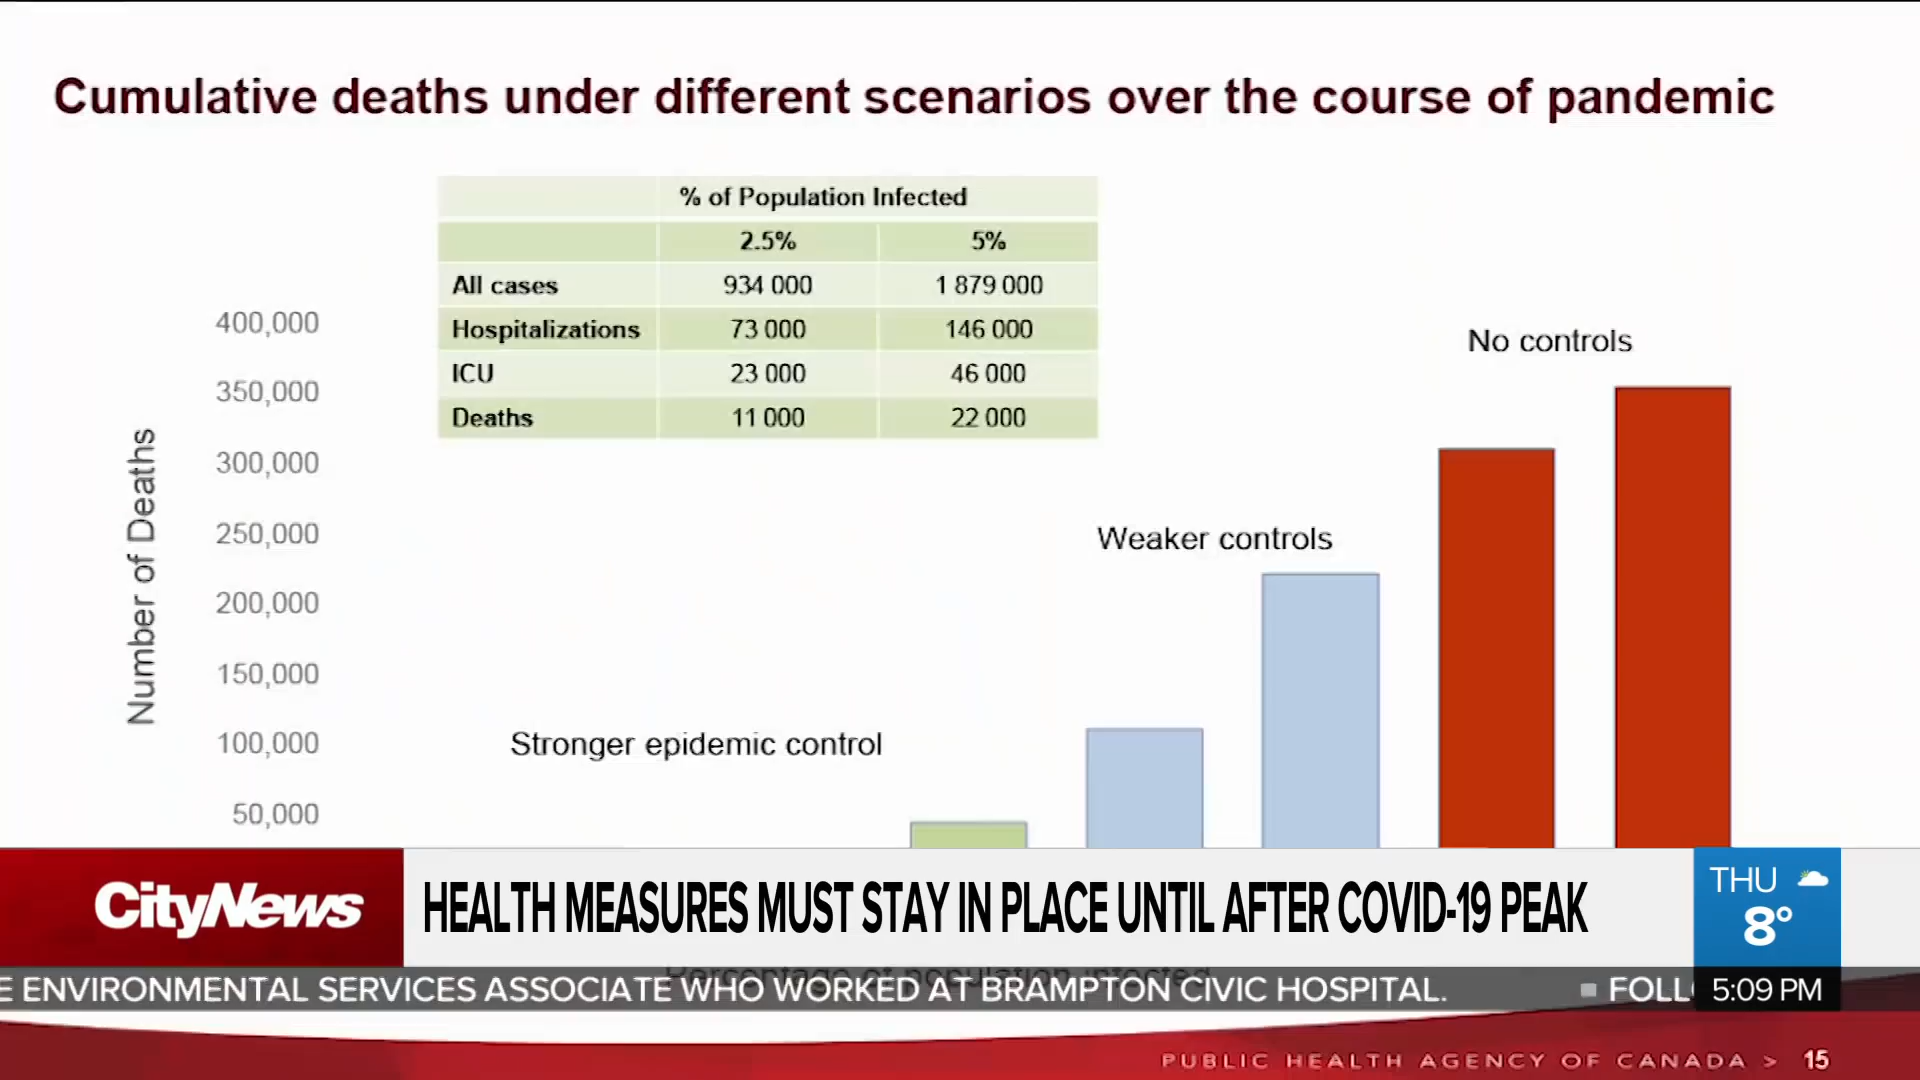 Cumulative deaths under different scenarios over the course of pandemic
% of Population Infected
2.5% 5%
All cases 934 000 1 879 000
Hospitalizations 73 000 146 000
ICU 23 000 46 000
Deaths 11 000 22 000
Number of Deaths
400,000
350,000
300,000
250,000
200,000
150,000
100,000
50,000
No controls
Weaker controls
Stronger epidemic control
CityNews
HEALTH MEASURES MUST STAY IN PLACE UNTIL AFTER COVID-19 PEAK
THU
8°
Percentage of population infected
E ENVIRONMENTAL SERVICES ASSOCIATE WHO WORKED AT BRAMPTON CIVIC HOSPITAL. ■ FOLL
5:09 PM
PUBLIC HEALTH AGENCY OF CANADA > 15